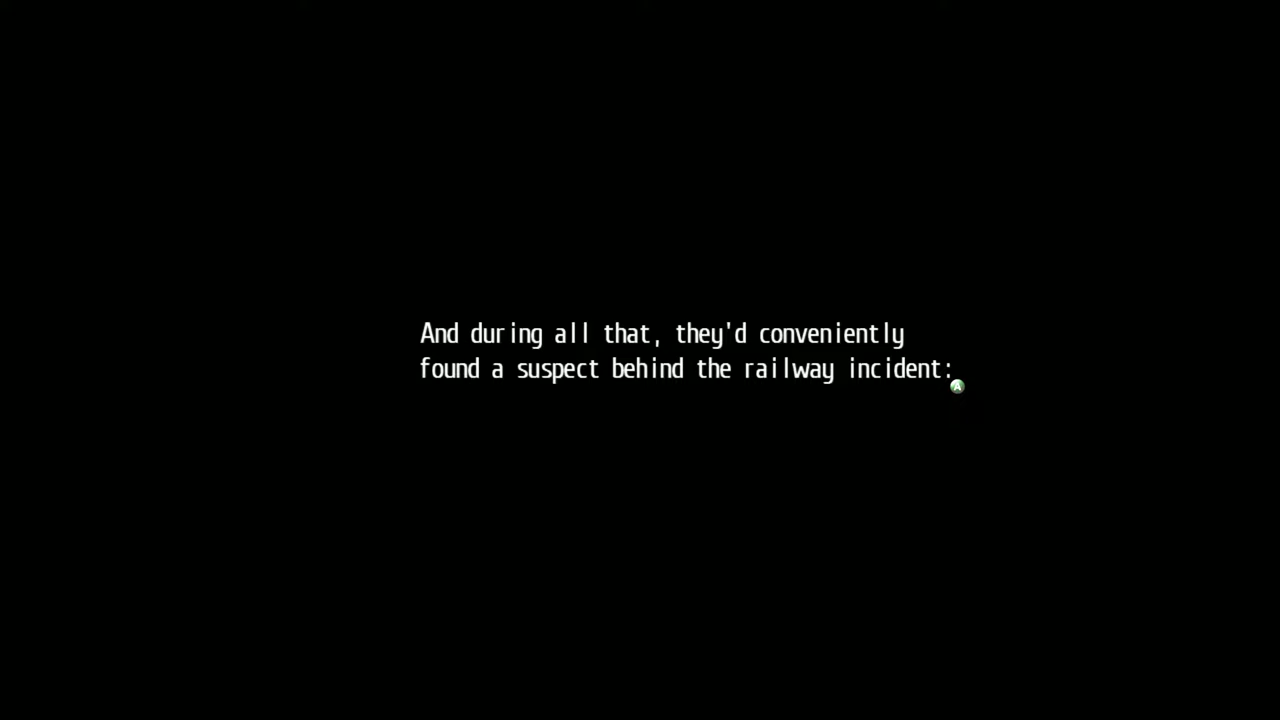 And during all that, they'd conveniently
found a suspect behind the railway incident:
A